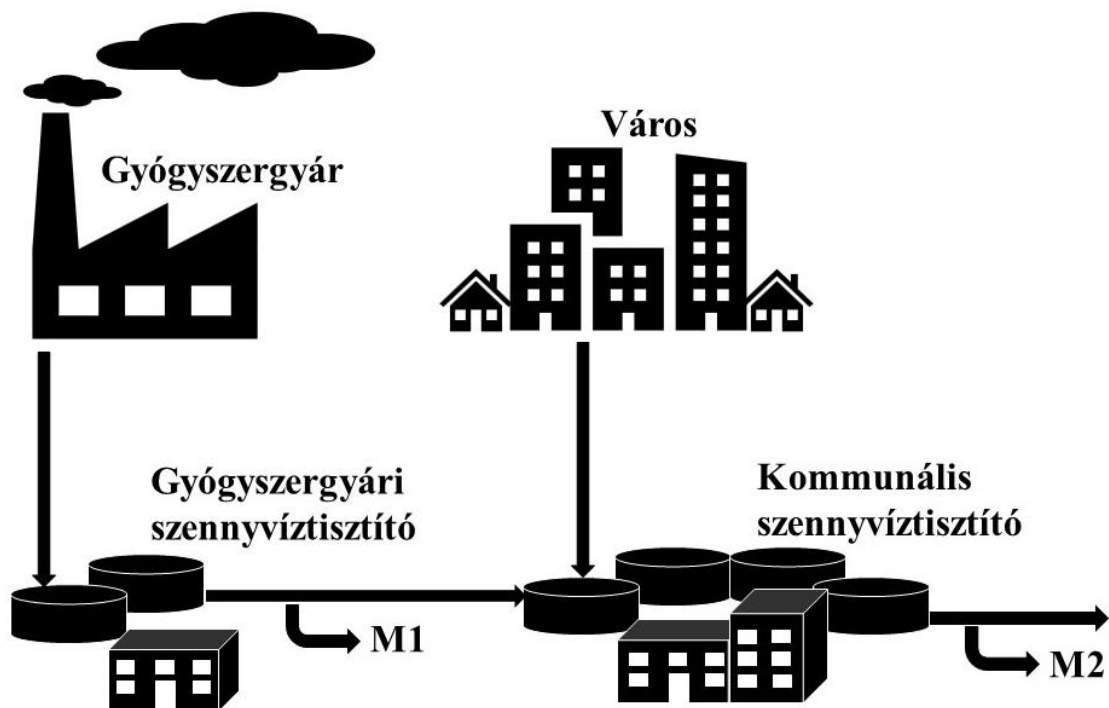 Gyógyszergyár
Város
Gyógyszergyári
szennyvíztisztító
Kommunális
szennyvíztisztító
M1
M2